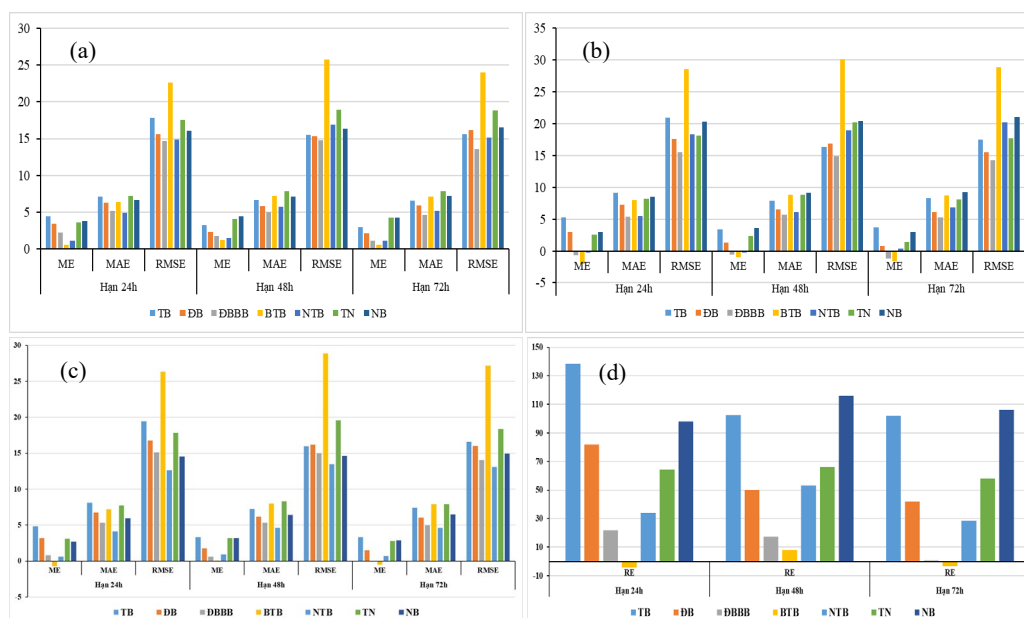 (a)
30
25
20
15
10
5
0
ME MAE RMSE ME MAE RMSE ME MAE RMSE
Hạn 24h Hạn 48h Hạn 72h
TB ĐB ĐBBB BTB NTB TN NB
(b)
35
30
25
20
15
10
5
0
-5
ME MAE RMSE ME MAE RMSE ME MAE RMSE
Hạn 24h Hạn 48h Hạn 72h
TB ĐB ĐBBB BTB NTB TN NB
(c)
30
25
20
15
10
5
0
-5
ME MAE RMSE ME MAE RMSE ME MAE RMSE
Hạn 24h Hạn 48h Hạn 72h
TB ĐB ĐBBB BTB NTB TN NB
(d)
150
130
110
90
70
50
30
10
-10
RE RE RE
Hạn 24h Hạn 48h Hạn 72h
TB ĐB ĐBBB BTB NTB TN NB